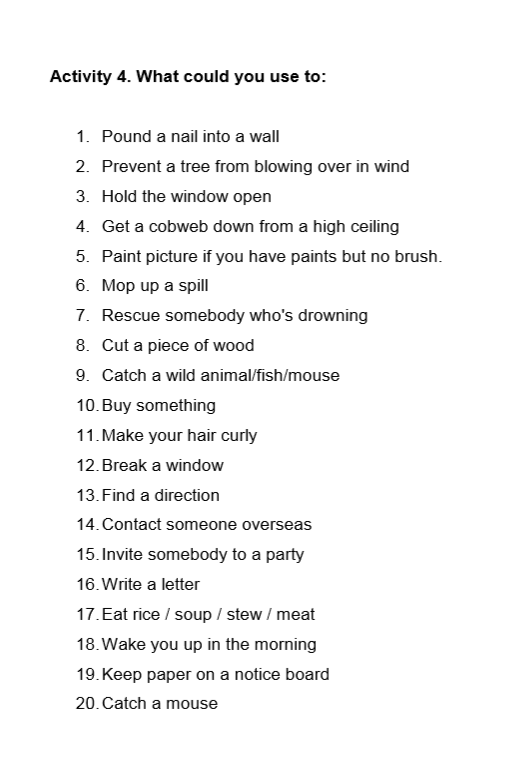 Activity 4. What could you use to:
1. Pound a nail into a wall
2. Prevent a tree from blowing over in wind
3. Hold the window open
4. Get a cobweb down from a high ceiling
5. Paint picture if you have paints but no brush.
6. Mop up a spill
7. Rescue somebody who's drowning
8. Cut a piece of wood
9. Catch a wild animal/fish/mouse
10. Buy something
11. Make your hair curly
12. Break a window
13. Find a direction
14. Contact someone overseas
15. Invite somebody to a party
16. Write a letter
17. Eat rice / soup / stew / meat
18. Wake you up in the morning
19. Keep paper on a notice board
20. Catch a mouse